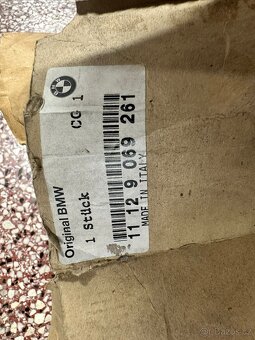 Original BMW
1 Stück
CG 1
11 12 9 069 261
MADE IN ITALY